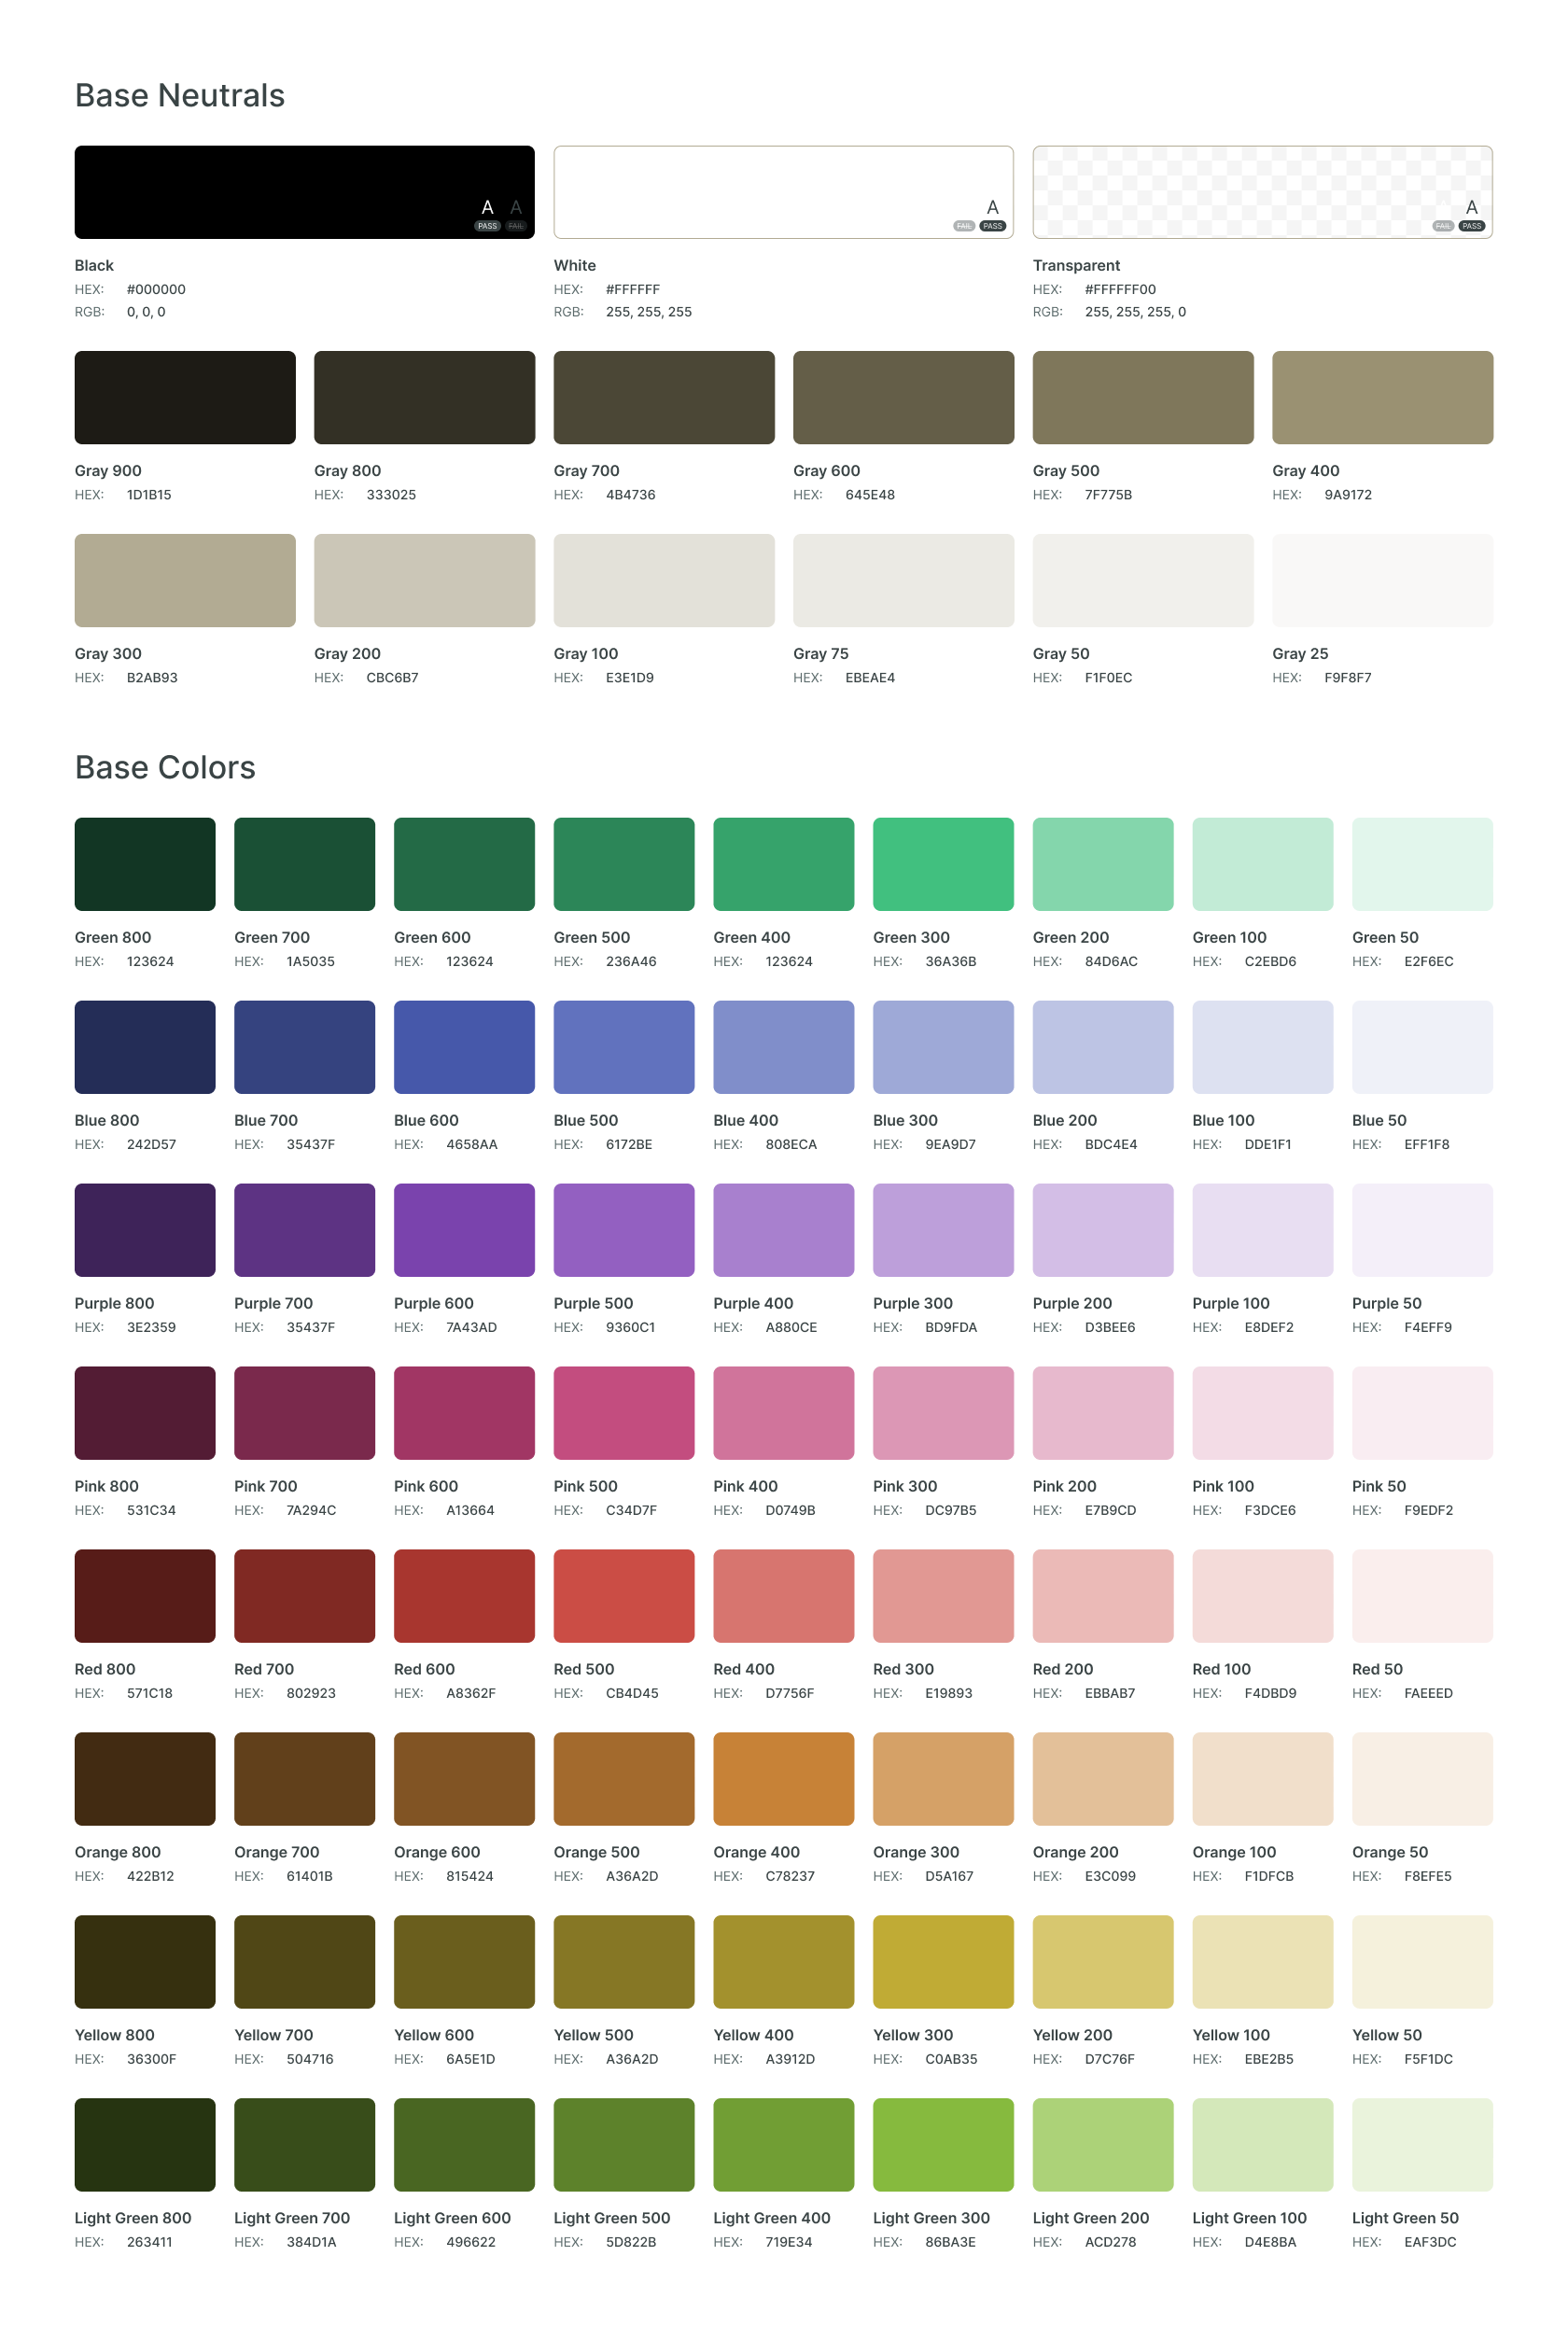 Base Neutrals
A A
PASS FAIL
A
FAIL PASS
A
FAIL PASS
Black White Transparent
HEX: #000000 HEX: #FFFFFF HEX: #FFFFFF00
RGB: 0, 0, 0 RGB: 255, 255, 255 RGB: 255, 255, 255, 0
Gray 900 Gray 800 Gray 700 Gray 600 Gray 500 Gray 400
HEX: 1D1B15 HEX: 333025 HEX: 4B4736 HEX: 645E48 HEX: 7F775B HEX: 9A9172
Gray 300 Gray 200 Gray 100 Gray 75 Gray 50 Gray 25
HEX: B2AB93 HEX: CBC6B7 HEX: E3E1D9 HEX: EBEAE4 HEX: F1F0EC HEX: F9F8F7
Base Colors
Green 800 Green 700 Green 600 Green 500 Green 400 Green 300 Green 200 Green 100 Green 50
HEX: 123624 HEX: 1A5035 HEX: 123624 HEX: 236A46 HEX: 123624 HEX: 36A36B HEX: 84D6AC HEX: C2EBD6 HEX: E2F6EC
Blue 800 Blue 700 Blue 600 Blue 500 Blue 400 Blue 300 Blue 200 Blue 100 Blue 50
HEX: 242D57 HEX: 35437F HEX: 4658AA HEX: 6172BE HEX: 808ECA HEX: 9EA9D7 HEX: BDC4E4 HEX: DDE1F1 HEX: EFF1F8
Purple 800 Purple 700 Purple 600 Purple 500 Purple 400 Purple 300 Purple 200 Purple 100 Purple 50
HEX: 3E2359 HEX: 35437F HEX: 7A43AD HEX: 9360C1 HEX: A880CE HEX: BD9FDA HEX: D3BEE6 HEX: E8DEF2 HEX: F4EFF9
Pink 800 Pink 700 Pink 600 Pink 500 Pink 400 Pink 300 Pink 200 Pink 100 Pink 50
HEX: 531C34 HEX: 7A294C HEX: A13664 HEX: C34D7F HEX: D0749B HEX: DC97B5 HEX: E7B9CD HEX: F3DCE6 HEX: F9EDF2
Red 800 Red 700 Red 600 Red 500 Red 400 Red 300 Red 200 Red 100 Red 50
HEX: 571C18 HEX: 802923 HEX: A8362F HEX: CB4D45 HEX: D7756F HEX: E19893 HEX: EBBAB7 HEX: F4DBD9 HEX: FAEEED
Orange 800 Orange 700 Orange 600 Orange 500 Orange 400 Orange 300 Orange 200 Orange 100 Orange 50
HEX: 422B12 HEX: 61401B HEX: 815424 HEX: A36A2D HEX: C78237 HEX: D5A167 HEX: E3C099 HEX: F1DFCB HEX: F8EFE5
Yellow 800 Yellow 700 Yellow 600 Yellow 500 Yellow 400 Yellow 300 Yellow 200 Yellow 100 Yellow 50
HEX: 36300F HEX: 504716 HEX: 6A5E1D HEX: A36A2D HEX: A3912D HEX: C0AB35 HEX: D7C76F HEX: EBE2B5 HEX: F5F1DC
Light Green 800 Light Green 700 Light Green 600 Light Green 500 Light Green 400 Light Green 300 Light Green 200 Light Green 100 Light Green 50
HEX: 263411 HEX: 384D1A HEX: 496622 HEX: 5D822B HEX: 719E34 HEX: 86BA3E HEX: ACD278 HEX: D4E8BA HEX: EAF3DC